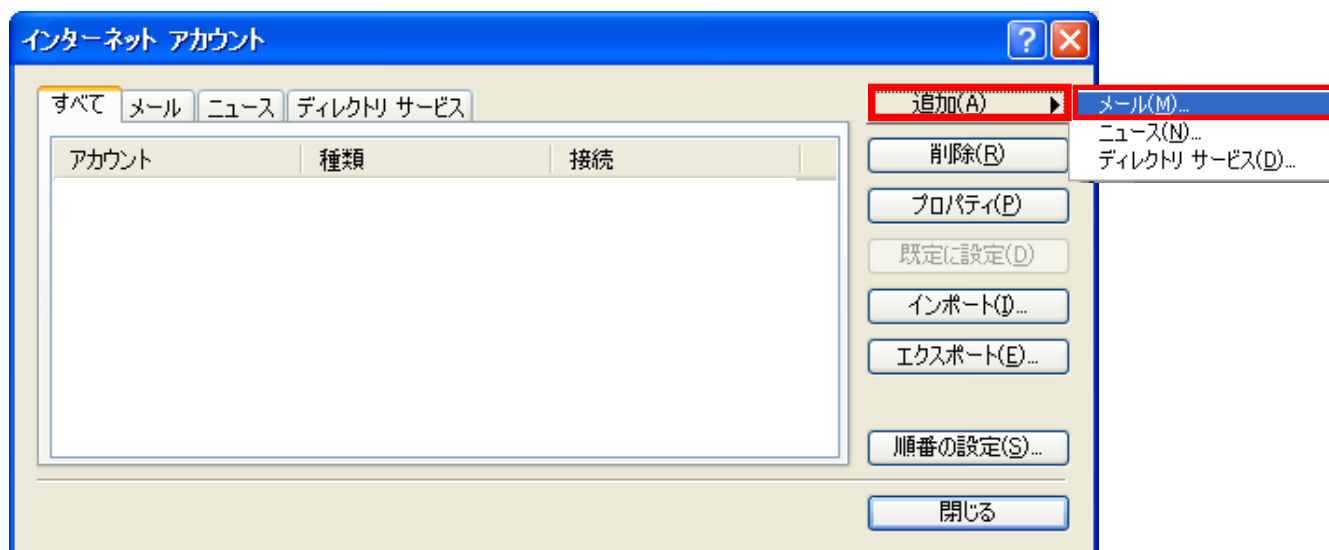 インターネット アカウント
すべて メール ニュース ディレクトリ サービス
アカウント 種類 接続
追加(A)
メール(M)...
ニュース(N)...
ディレクトリ サービス(D)...
削除(R)
プロパティ(P)
既定に設定(D)
インポート(I)...
エクスポート(E)...
順番の設定(S)...
閉じる